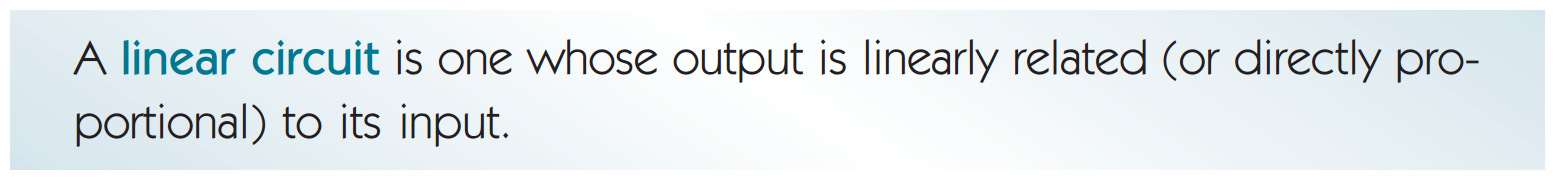 A linear circuit is one whose output is linearly related (or directly pro-
portional) to its input.